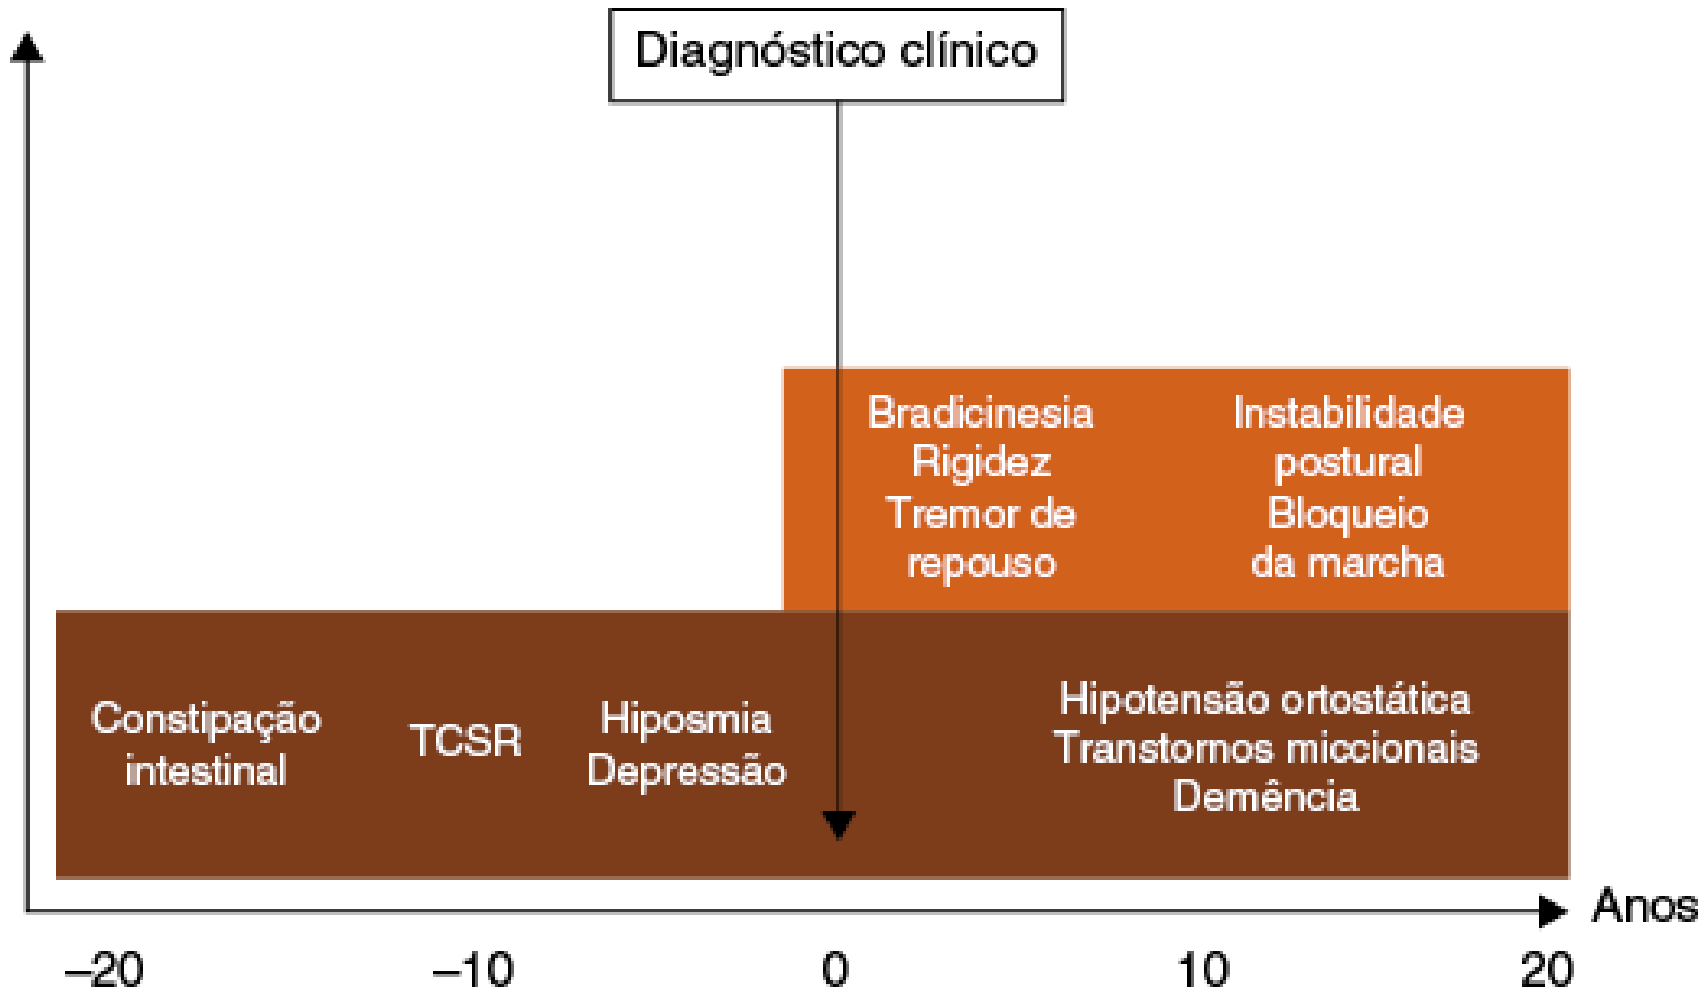 Diagnóstico clínico
Bradicinesia
Rigidez
Tremor de
repouso
Instabilidade
postural
Bloqueio
da marcha
Constipação
intestinal
TCSR
Hiposmia
Depressão
Hipotensão ortostática
Transtornos miccionais
Demência
Anos
–20
–10
0
10
20